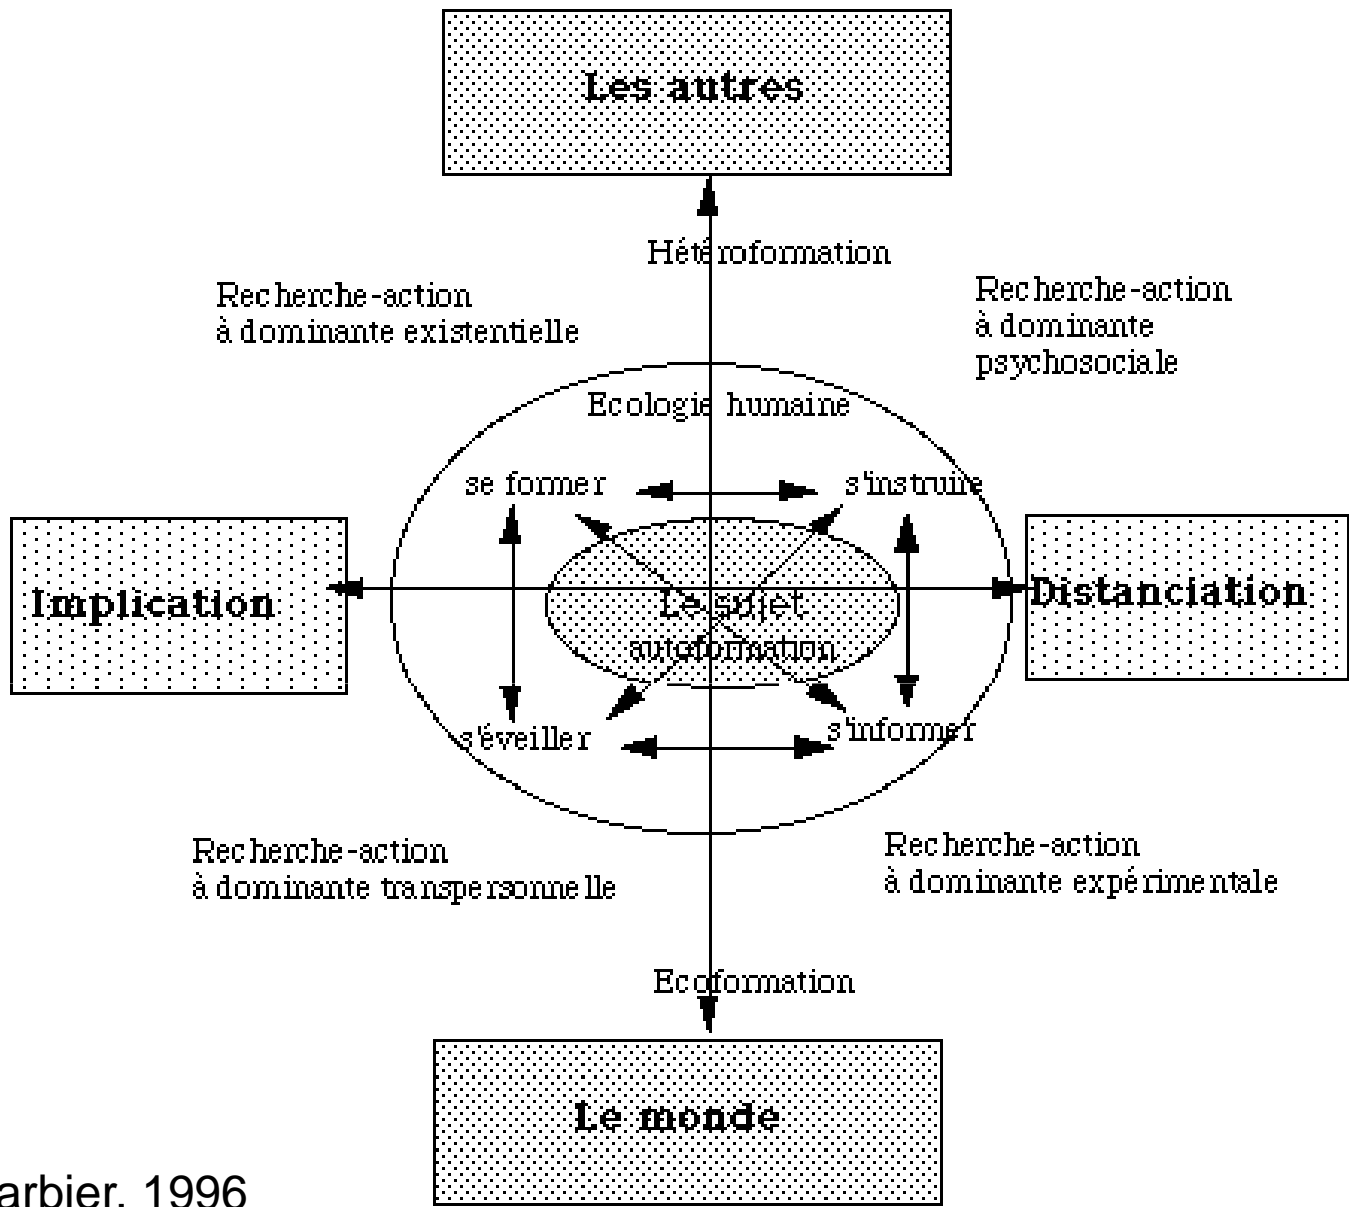 Les autres
Hétéroformation
Recherche-action
à dominante existentielle
Recherche-action
à dominante
psychosociale
Ecologie humaine
se former
s'instruire
Implication
Le sujet
autoformation
Distanciation
s'éveiller
s'informer
Recherche-action
à dominante transpersonnelle
Recherche-action
à dominante expérimentale
Ecoformation
Le monde
arbier, 1996